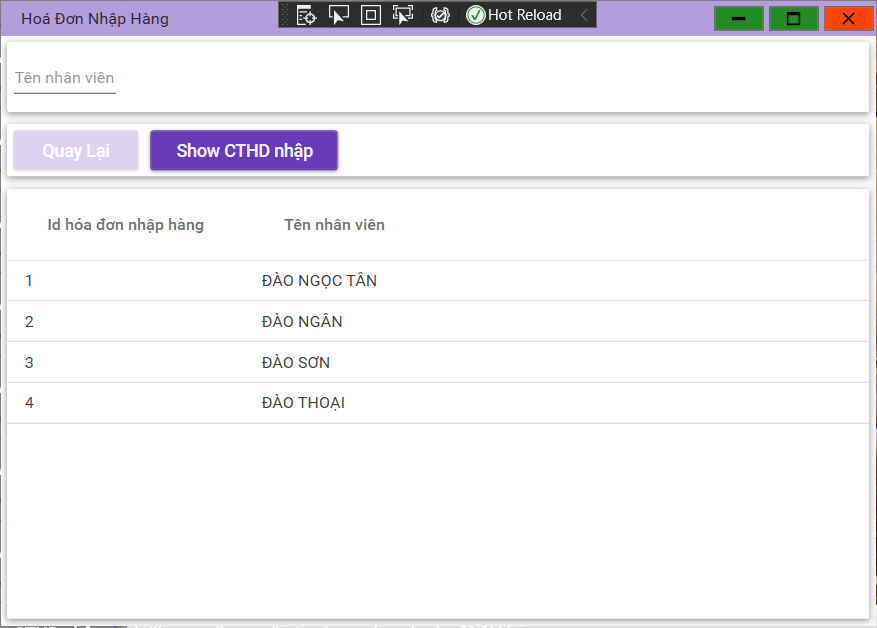 Hoá Đơn Nhập Hàng
Hot Reload
Tên nhân viên
Quay Lại Show CTHD nhập
Id hóa đơn nhập hàng Tên nhân viên
1 ĐÀO NGỌC TÂN
2 ĐÀO NGÂN
3 ĐÀO SƠN
4 ĐÀO THOẠI